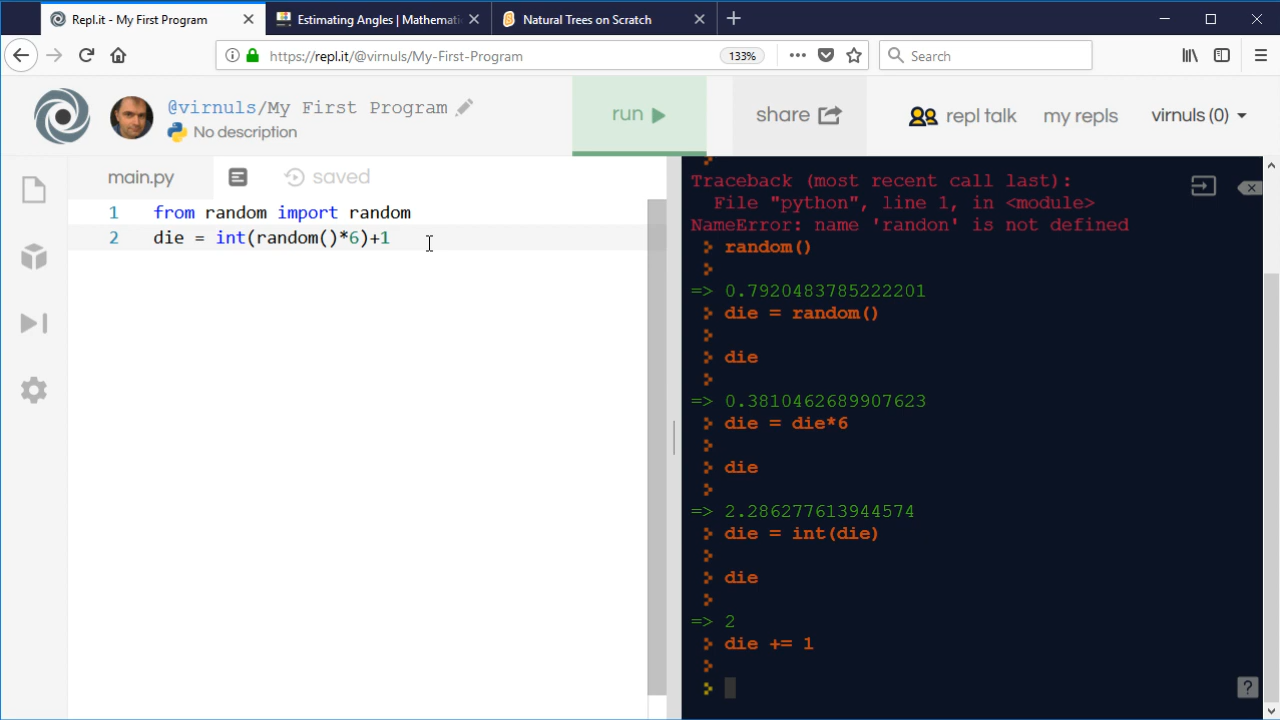 Repl.it - My First Program
Estimating Angles | Mathemati
Natural Trees on Scratch
https://repl.it/@virnuls/My-First-Program
133%
Search
@virnuls/My First Program
No description
run
share
repl talk
my repls
virnuls (0)
main.py
saved
1 from random import random
2 die = int(random()*6)+1
Traceback (most recent call last):
File "python", line 1, in <module>
NameError: name 'randon' is not defined
random()
=> 0.7920483785222201
die = random()
die
=> 0.3810462689907623
die = die*6
die
=> 2.286277613944574
die = int(die)
die
=> 2
die += 1
?